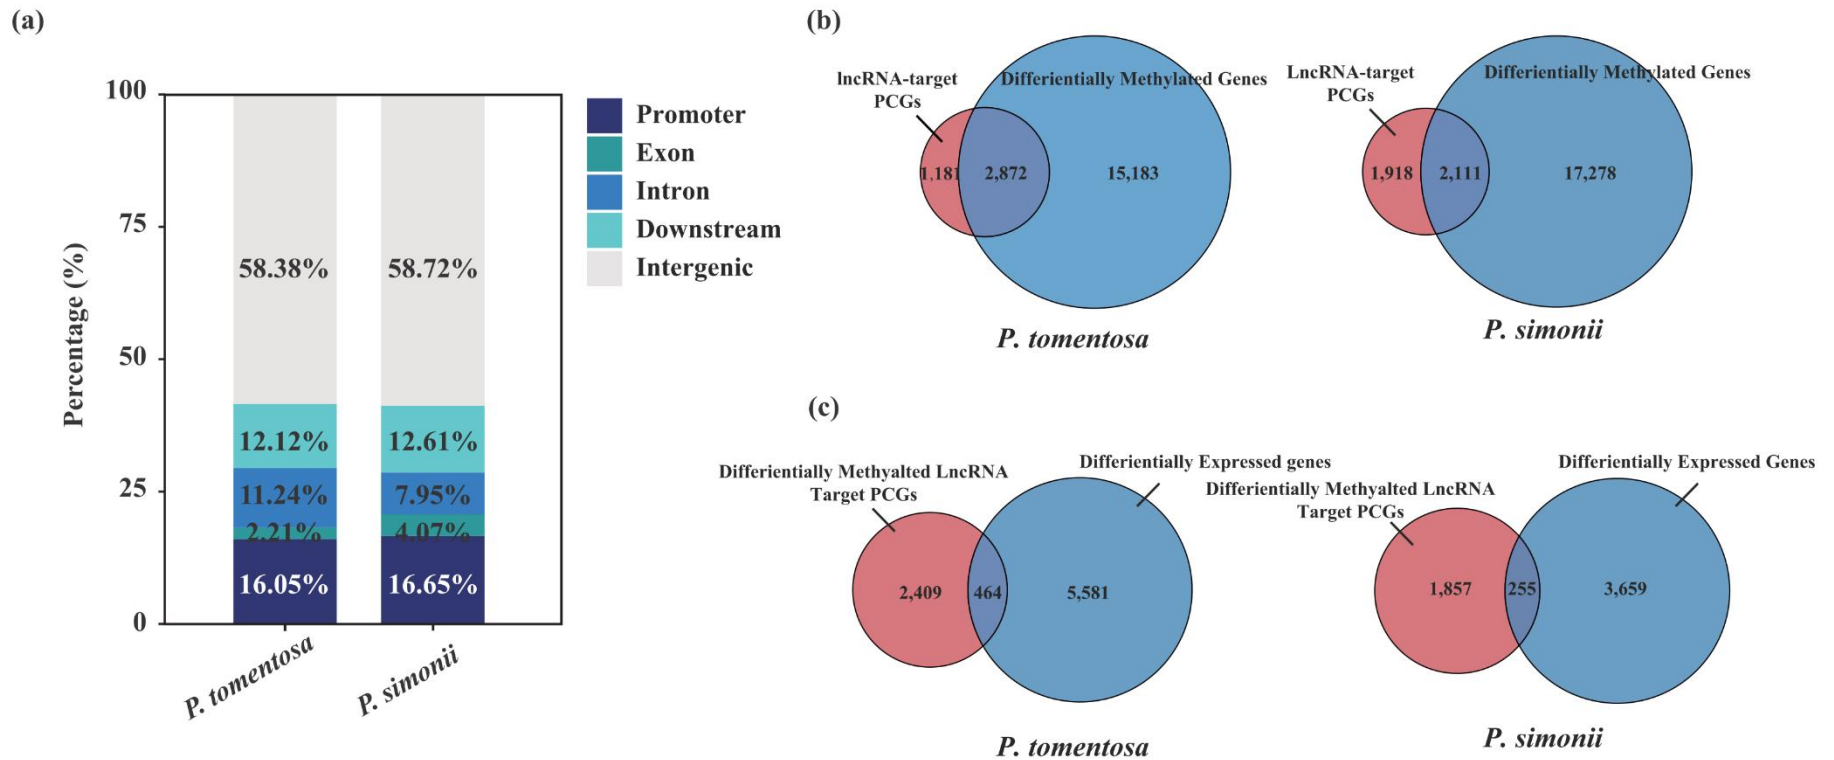 (a)
100
75
50
25
0
Percentage (%)
58.38%
58.72%
12.12%
12.61%
11.24%
7.95%
2.21%
4.07%
16.05%
16.65%
P. tomentosa
P. simonii
Promoter
Exon
Intron
Downstream
Intergenic
(b)
lncRNA-target
PCGs
Differientially Methylated Genes
1,181
2,872
15,183
P. tomentosa
LncRNA-target
PCGs
Differientially Methylated Genes
1,918
2,111
17,278
P. simonii
(c)
Differientially Methyalted LncRNA
Target PCGs
Differientially Expressed genes
2,409
464
5,581
P. tomentosa
Differientially Methyalted LncRNA
Target PCGs
Differientially Expressed Genes
1,857
255
3,659
P. simonii